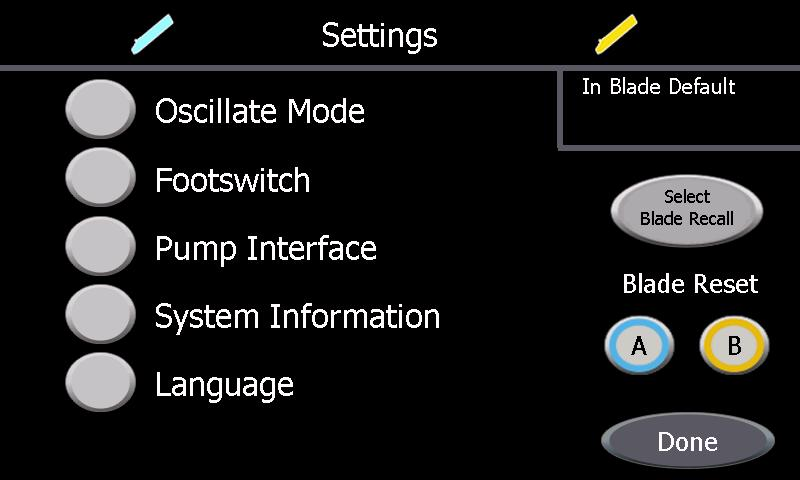 Settings
In Blade Default
Oscillate Mode
Footswitch
Pump Interface
System Information
Language
Select
Blade Recall
Blade Reset
A
B
Done